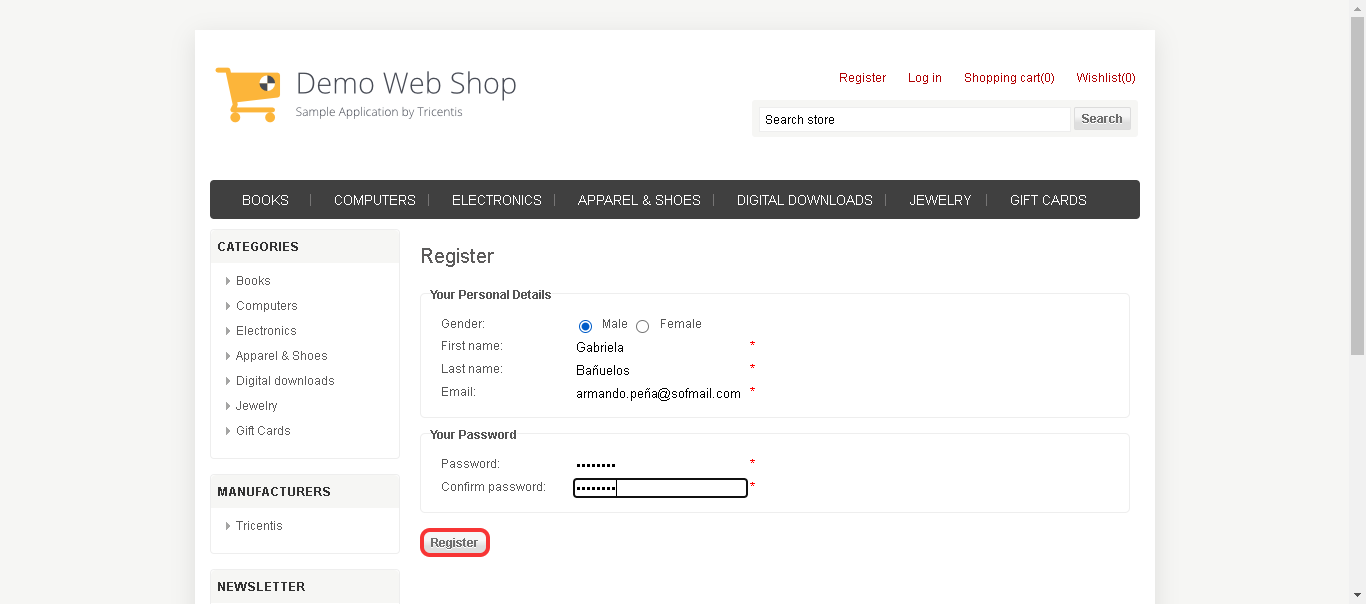 Demo Web Shop
Sample Application by Tricentis
Register Log in Shopping cart(0) Wishlist(0)
Search store Search
BOOKS COMPUTERS ELECTRONICS APPAREL & SHOES DIGITAL DOWNLOADS JEWELRY GIFT CARDS
CATEGORIES
Books
Computers
Electronics
Apparel & Shoes
Digital downloads
Jewelry
Gift Cards
MANUFACTURERS
Tricentis
NEWSLETTER
Register
Your Personal Details
Gender: Male Female
First name: Gabriela *
Last name: Bañuelos *
Email: armando.peña@sofmail.com *
Your Password
Password: •••••••• *
Confirm password: •••••••• *
Register